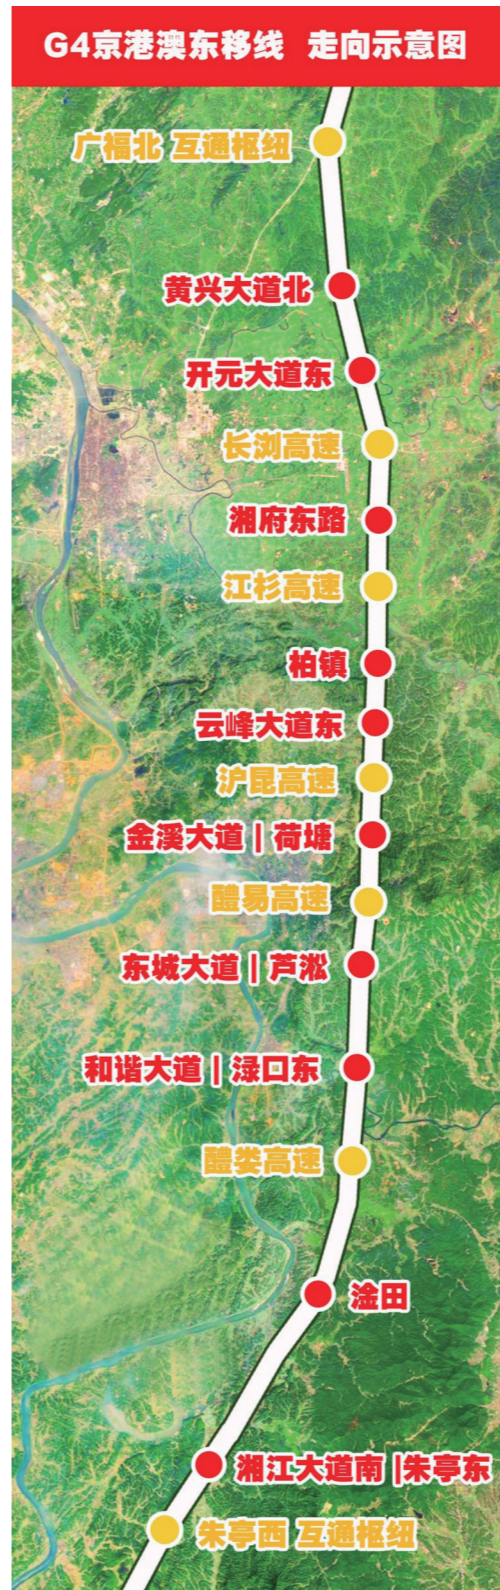 G4京港澳东移线 走向示意图
广福北 互通枢纽
黄兴大道北
开元大道东
长浏高速
湘府东路
江杉高速
柏镇
云峰大道东
沪昆高速
金溪大道 | 荷塘
醴易高速
东城大道 | 芦淞
和谐大道 | 渌口东
醴娄高速
淦田
湘江大道南 |朱亭东
朱亭西 互通枢纽